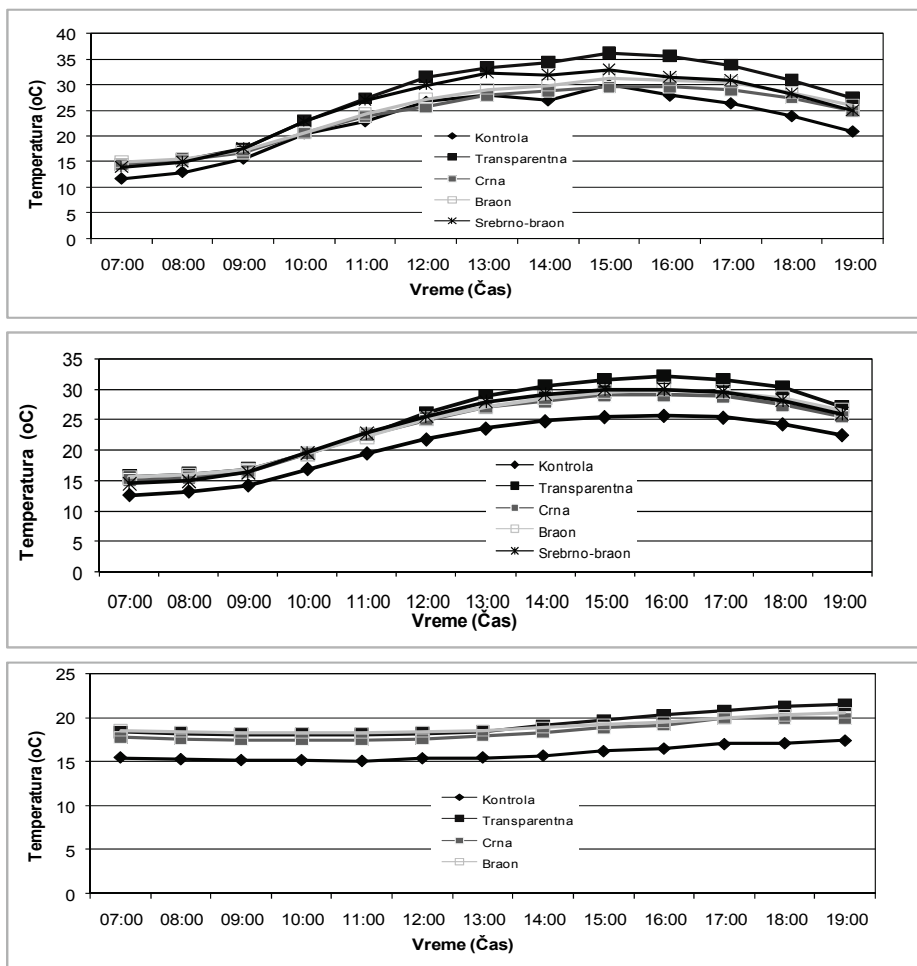 Temperatura (oC)
40
35
30
25
20
15
10
5
0
Kontrola
Transparentna
Crna
Braon
Srebrno-braon
07:00 08:00 09:00 10:00 11:00 12:00 13:00 14:00 15:00 16:00 17:00 18:00 19:00
Vreme (Čas)
Temperatura (oC)
35
30
25
20
15
10
5
0
Kontrola
Transparentna
Crna
Braon
Srebrno-braon
07:00 08:00 09:00 10:00 11:00 12:00 13:00 14:00 15:00 16:00 17:00 18:00 19:00
Vreme (Čas)
Temperatura (oC)
25
20
15
10
5
0
Kontrola
Transparentna
Crna
Braon
07:00 08:00 09:00 10:00 11:00 12:00 13:00 14:00 15:00 16:00 17:00 18:00 19:00
Vreme (Čas)